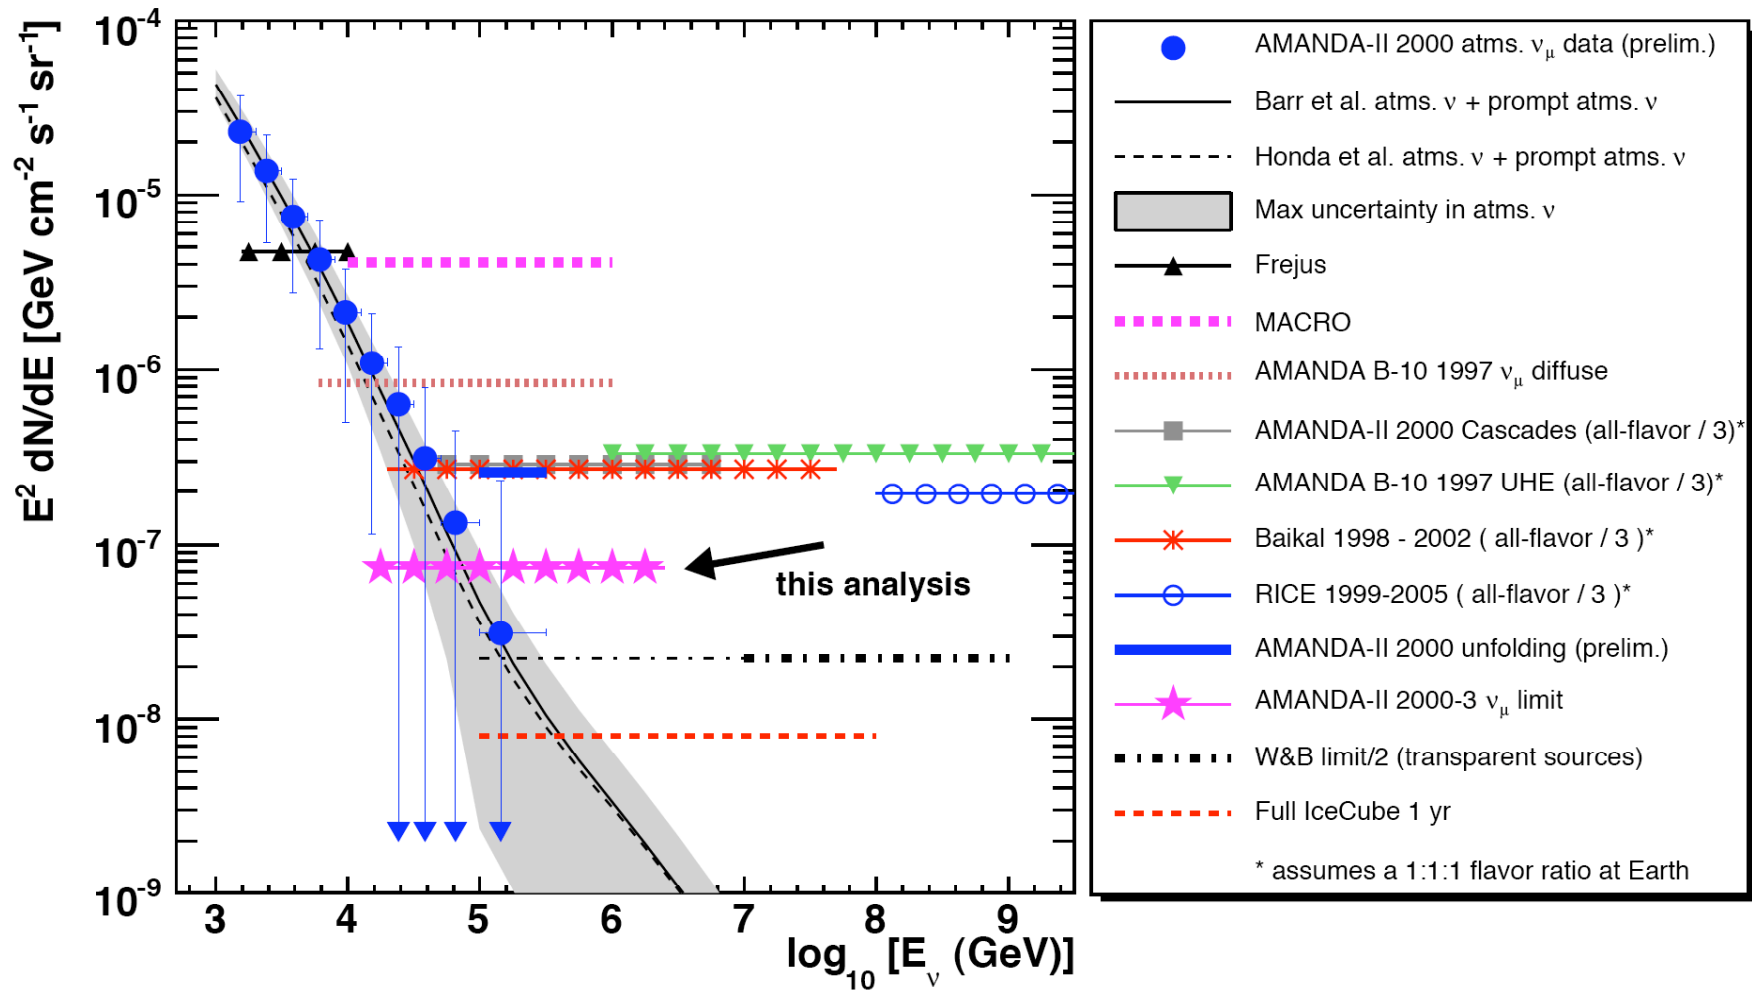 E² dN/dE [GeV cm⁻² s⁻¹ sr⁻¹]
10⁻⁴
10⁻⁵
10⁻⁶
10⁻⁷
10⁻⁸
10⁻⁹
this analysis
3 4 5 6 7 8 9
log₁₀ [E_ν (GeV)]
AMANDA-II 2000 atms. ν_μ data (prelim.)
Barr et al. atms. ν + prompt atms. ν
Honda et al. atms. ν + prompt atms. ν
Max uncertainty in atms. ν
Frejus
MACRO
AMANDA B-10 1997 ν_μ diffuse
AMANDA-II 2000 Cascades (all-flavor / 3)*
AMANDA B-10 1997 UHE (all-flavor / 3)*
Baikal 1998 - 2002 ( all-flavor / 3 )*
RICE 1999-2005 ( all-flavor / 3 )*
AMANDA-II 2000 unfolding (prelim.)
AMANDA-II 2000-3 ν_μ limit
W&B limit/2 (transparent sources)
Full IceCube 1 yr
* assumes a 1:1:1 flavor ratio at Earth